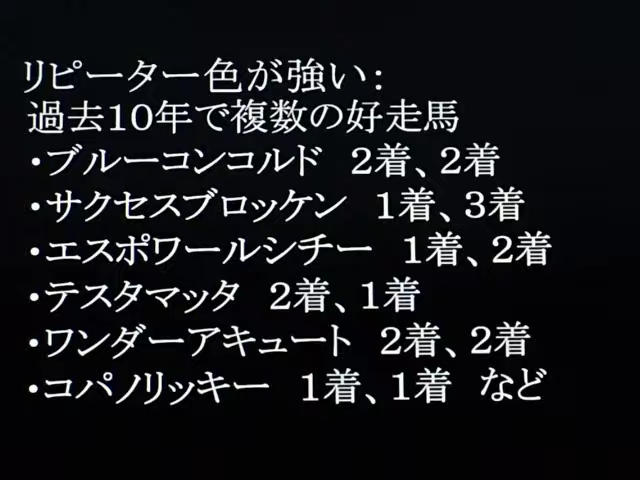 リピーター色が強い：
過去１０年で複数の好走馬
・ブルーコンコルド　２着、２着
・サクセスブロッケン　１着、３着
・エスポワールシチー　１着、２着
・テスタマッタ　２着、１着
・ワンダーアキュート　２着、２着
・コパノリッキー　１着、１着　など